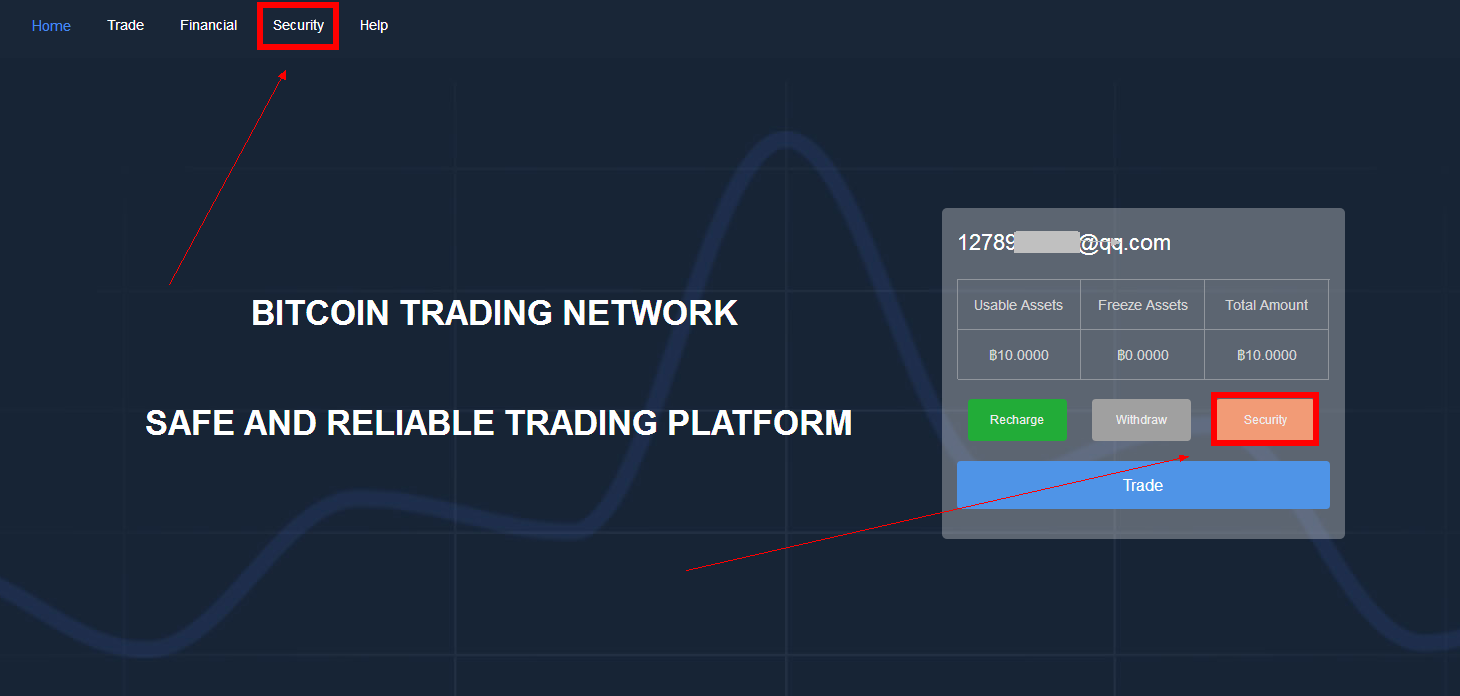 Home Trade Financial Security Help
12789 @qq.com
Usable Assets Freeze Assets Total Amount
BITCOIN TRADING NETWORK
฿10.0000 ฿0.0000 ฿10.0000
SAFE AND RELIABLE TRADING PLATFORM
Recharge Withdraw Security
Trade